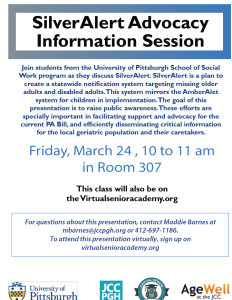 SilverAlert Advocacy
Information Session
Join students from the University of Pittsburgh School of Social
Work program as they discuss SilverAlert. SilverAlert is a plan to
create a statewide notification system targeting missing older
adults and disabled adults. This system mirrors the AmberAlet
system for children in implementation. The goal of this
presentation is to raise public awareness. These efforts are
specially important in facilitating support and advocacy for the
current PA Bill, and efficiently disseminating critical information
for the local geriatric population and their caretakers.
Friday, March 24 , 10 to 11 am
in Room 307
This class will also be on
the Virtualsenioracademy.org
For questions about this presentation, contact Maddie Barnes at
mbarnes@jccpgh.org or 412-697-1186.
To attend this presentation virtually, sign up on
virtualsenioracademy.org
University of
Pittsburgh
JCC
PGH
AgeWell
at the JCC